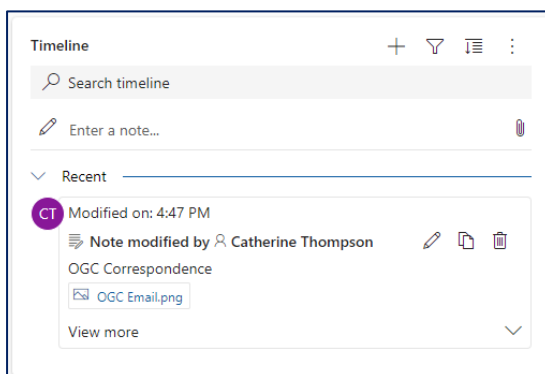 Timeline
Search timeline
Enter a note...
Recent
CT
Modified on: 4:47 PM
Note modified by Catherine Thompson
OGC Correspondence
OGC Email.png
View more